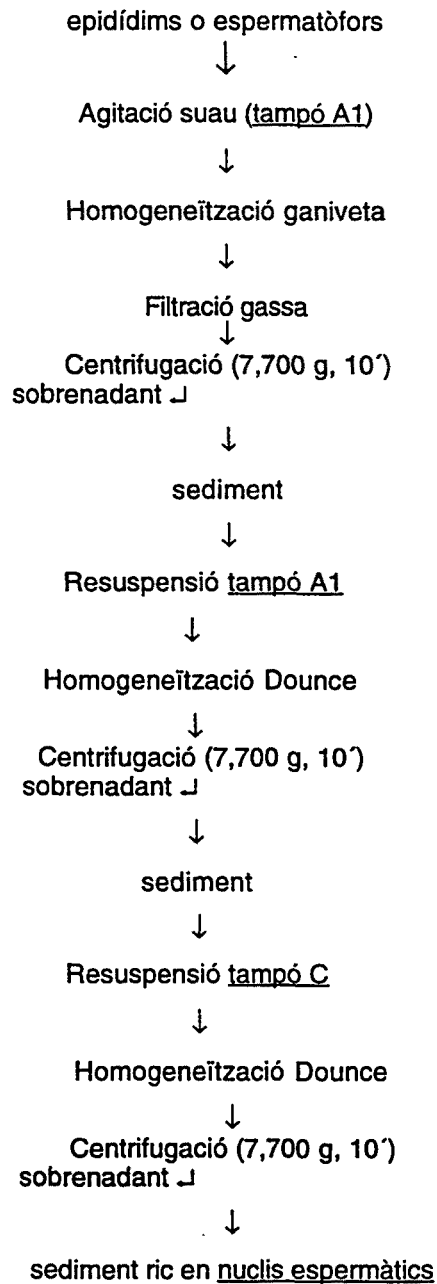 epidídims o espermatòfors
↓
Agitació suau (tampó A1)
↓
Homogeneïtzació ganiveta
↓
Filtració gassa
↓
Centrifugació (7,700 g, 10´)
sobrenadant ↲
↓
sediment
↓
Resuspensió tampó A1
↓
Homogeneïtzació Dounce
↓
Centrifugació (7,700 g, 10´)
sobrenadant ↲
↓
sediment
↓
Resuspensió tampó C
↓
Homogeneïtzació Dounce
↓
Centrifugació (7,700 g, 10´)
sobrenadant ↲
↓
sediment ric en nuclis espermàtics